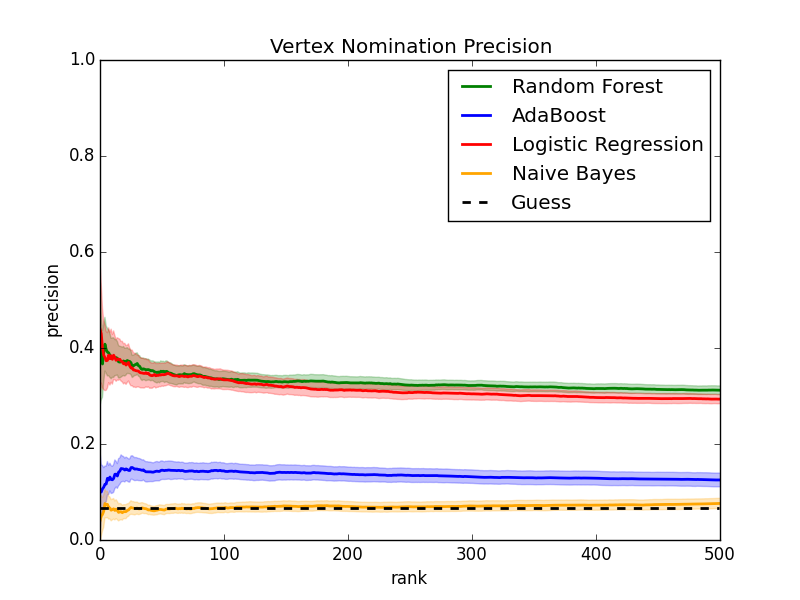 Vertex Nomination Precision
1.0
0.8
0.6
0.4
0.2
0.0
precision
Random Forest
AdaBoost
Logistic Regression
Naive Bayes
Guess
0 100 200 300 400 500
rank